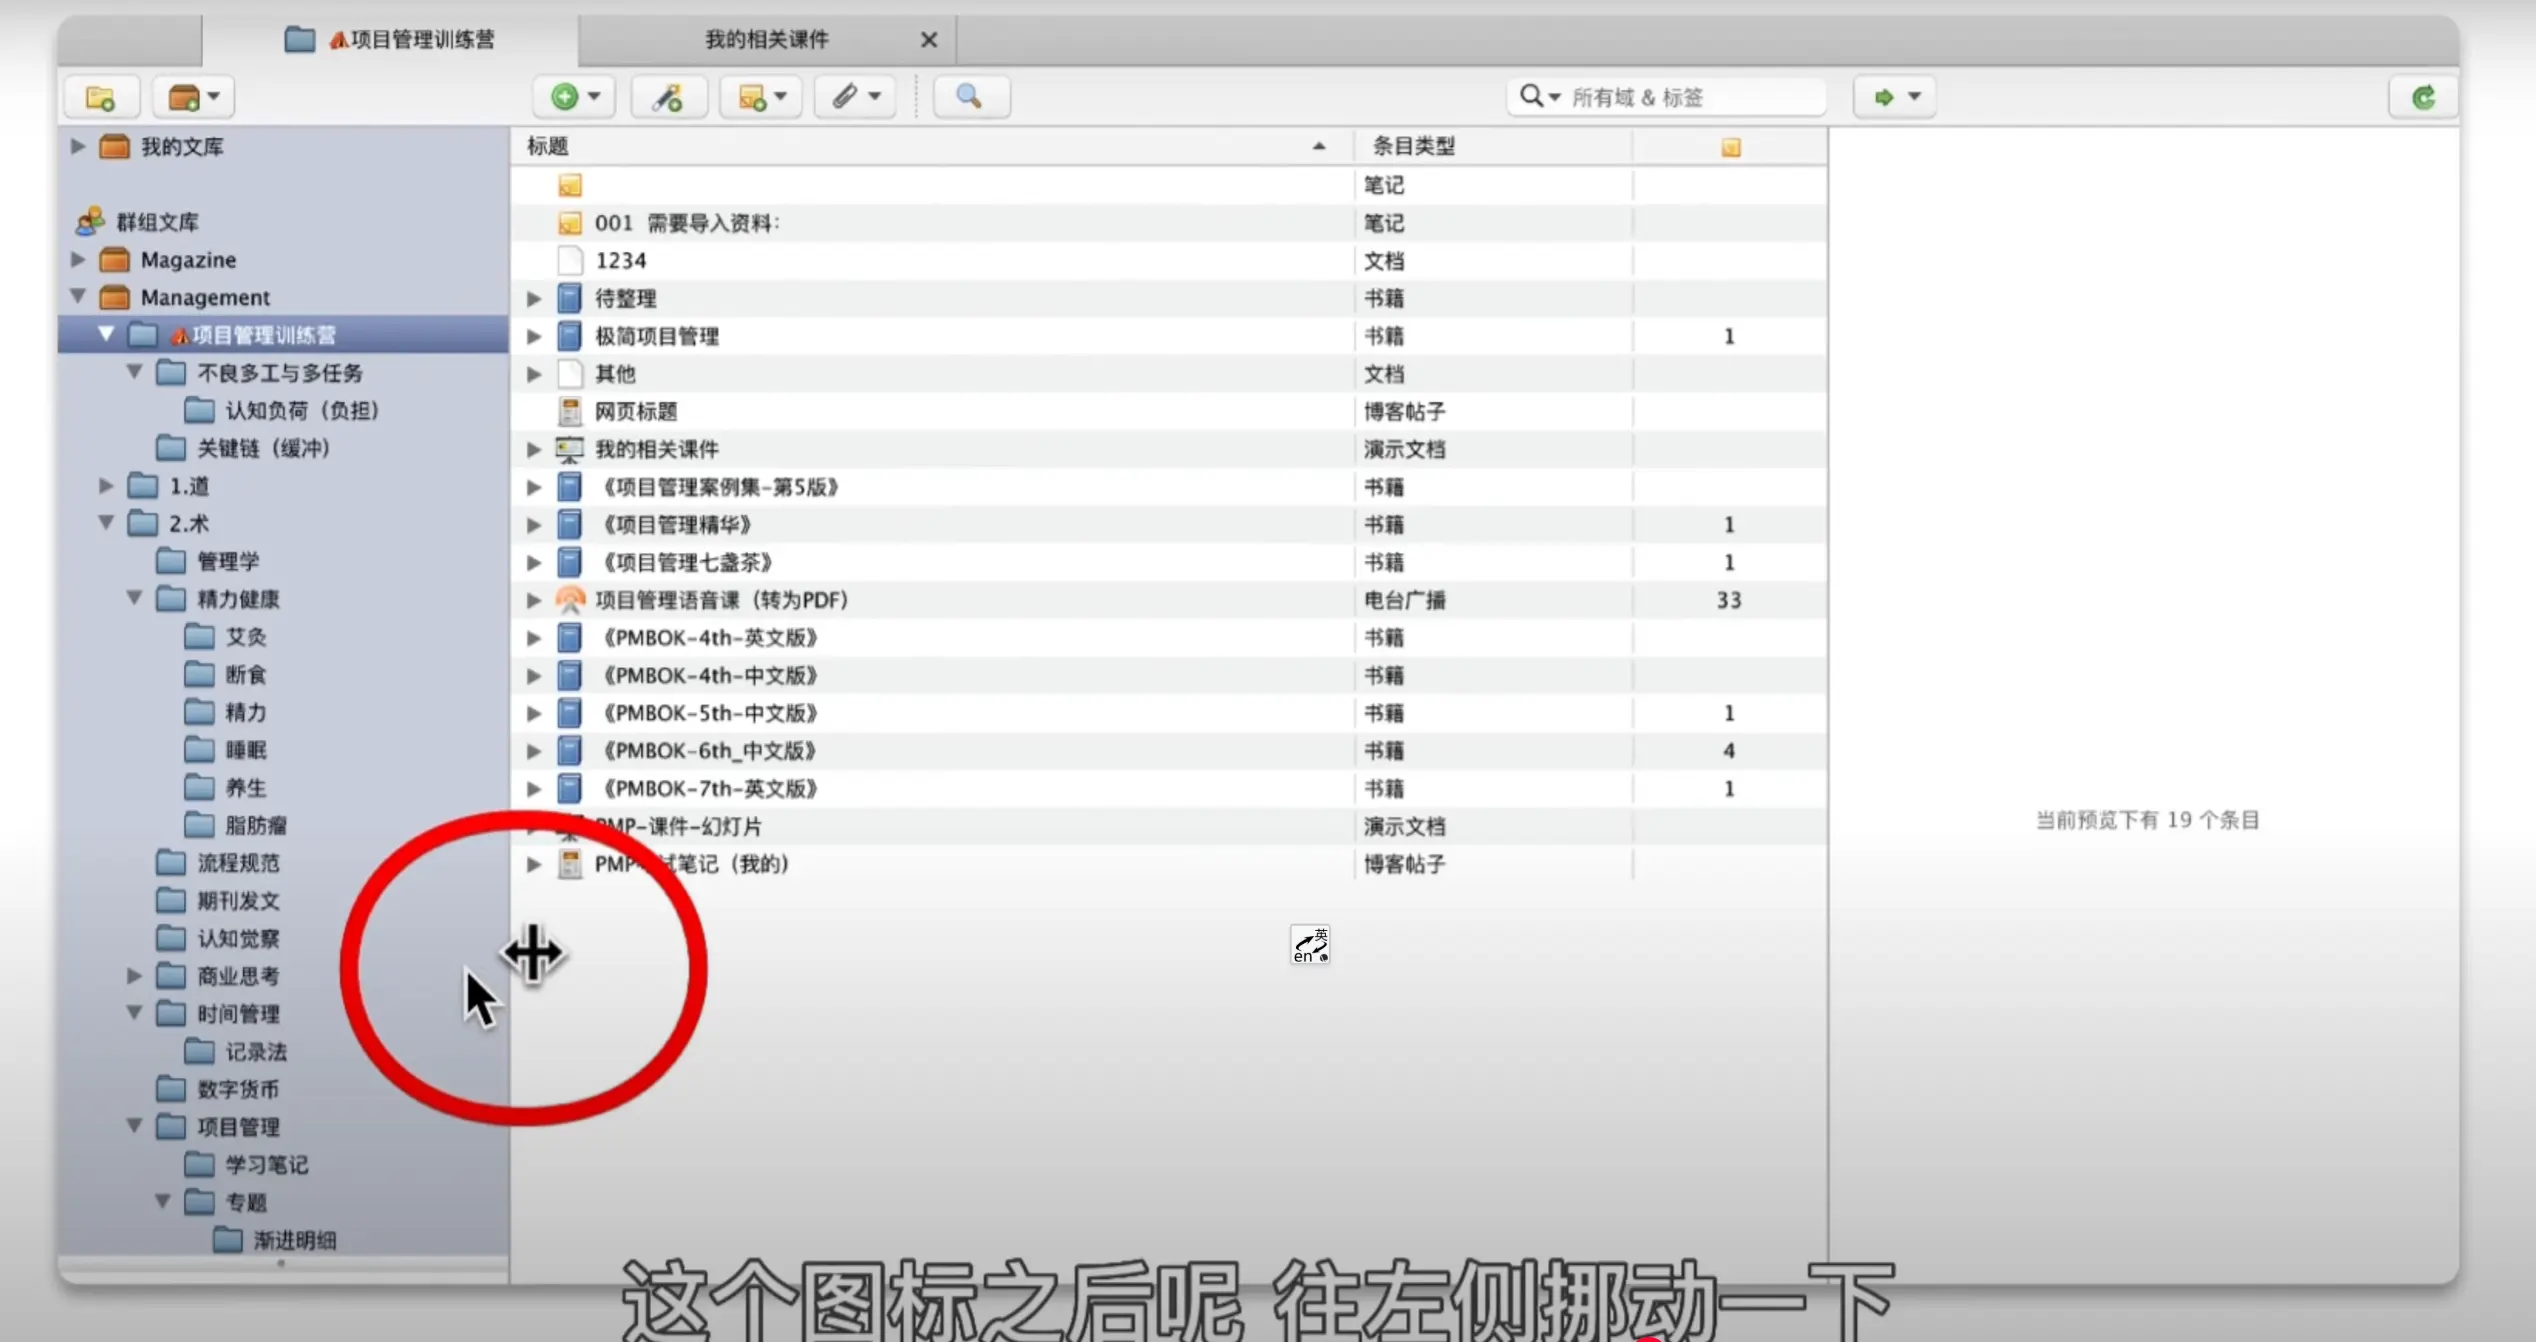 项目管理训练营
我的相关课件
所有域 & 标签
我的文库
群组文库
Magazine
Management
项目管理训练营
不良多工与多任务
认知负荷（负担）
关键链（缓冲）
1.道
2.术
管理学
精力健康
艾灸
断食
精力
睡眠
养生
脂肪瘤
流程规范
期刊发文
认知觉察
商业思考
时间管理
记录法
数字货币
项目管理
学习笔记
专题
渐进明细
标题 条目类型
笔记
001 需要导入资料： 笔记
1234 文档
待整理 书籍
极简项目管理 书籍 1
其他 文档
网页标题 博客帖子
我的相关课件 演示文档
《项目管理案例集-第5版》 书籍
《项目管理精华》 书籍 1
《项目管理七盏茶》 书籍 1
项目管理语音课（转为PDF） 电台广播 33
《PMBOK-4th-英文版》 书籍
《PMBOK-4th-中文版》 书籍
《PMBOK-5th-中文版》 书籍 1
《PMBOK-6th_中文版》 书籍 4
《PMBOK-7th-英文版》 书籍 1
PMP-课件-幻灯片 演示文档
PMP 试笔记（我的） 博客帖子
当前预览下有 19 个条目
英
en
这个图标之后呢 往左侧挪动一下